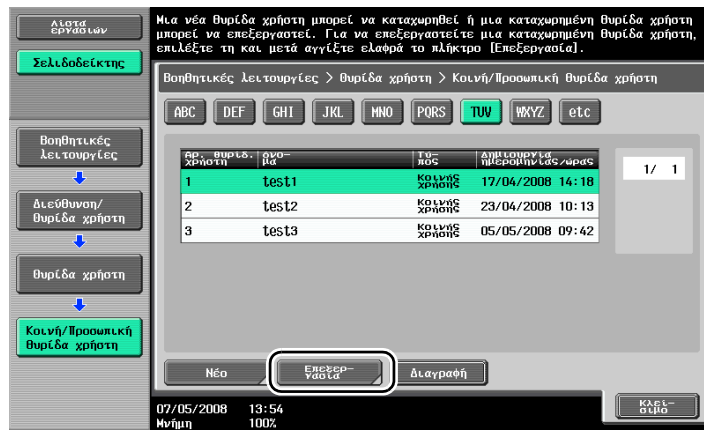 Λίστα
εργασιών
Σελιδοδείκτης
Βοηθητικές
λειτουργίες
Διεύθυνση/
θυρίδα χρήστη
θυρίδα χρήστη
Κοινή/Προσωπική
θυρίδα χρήστη
Μια νέα θυρίδα χρήστη μπορεί να καταχωρηθεί ή μια καταχωρημένη θυρίδα χρήστη
μπορεί να επεξεργαστεί. Για να επεξεργαστείτε μια καταχωρημένη θυρίδα χρήστη,
επιλέξτε τη και μετά αγγίξτε ελαφρά το πλήκτρο [Επεξεργασία].
Βοηθητικές λειτουργίες > θυρίδα χρήστη > Κοινή/Προσωπική θυρίδα χρήστη
ABC DEF GHI JKL MNO PQRS TUV WXYZ etc
Αρ. θυρίδ. χρήστη Όνο-μα Τύ-πος Δημιουργία ημερομηνίας/ώρας
1 test1 Κοινής χρήσης 17/04/2008 14:18
2 test2 Κοινής χρήσης 23/04/2008 10:13
3 test3 Κοινής χρήσης 05/05/2008 09:42
1/ 1
Νέο Επεξερ-γασία Διαγραφή
07/05/2008 13:54
Μνήμη 100%
Κλεί-
σιμο